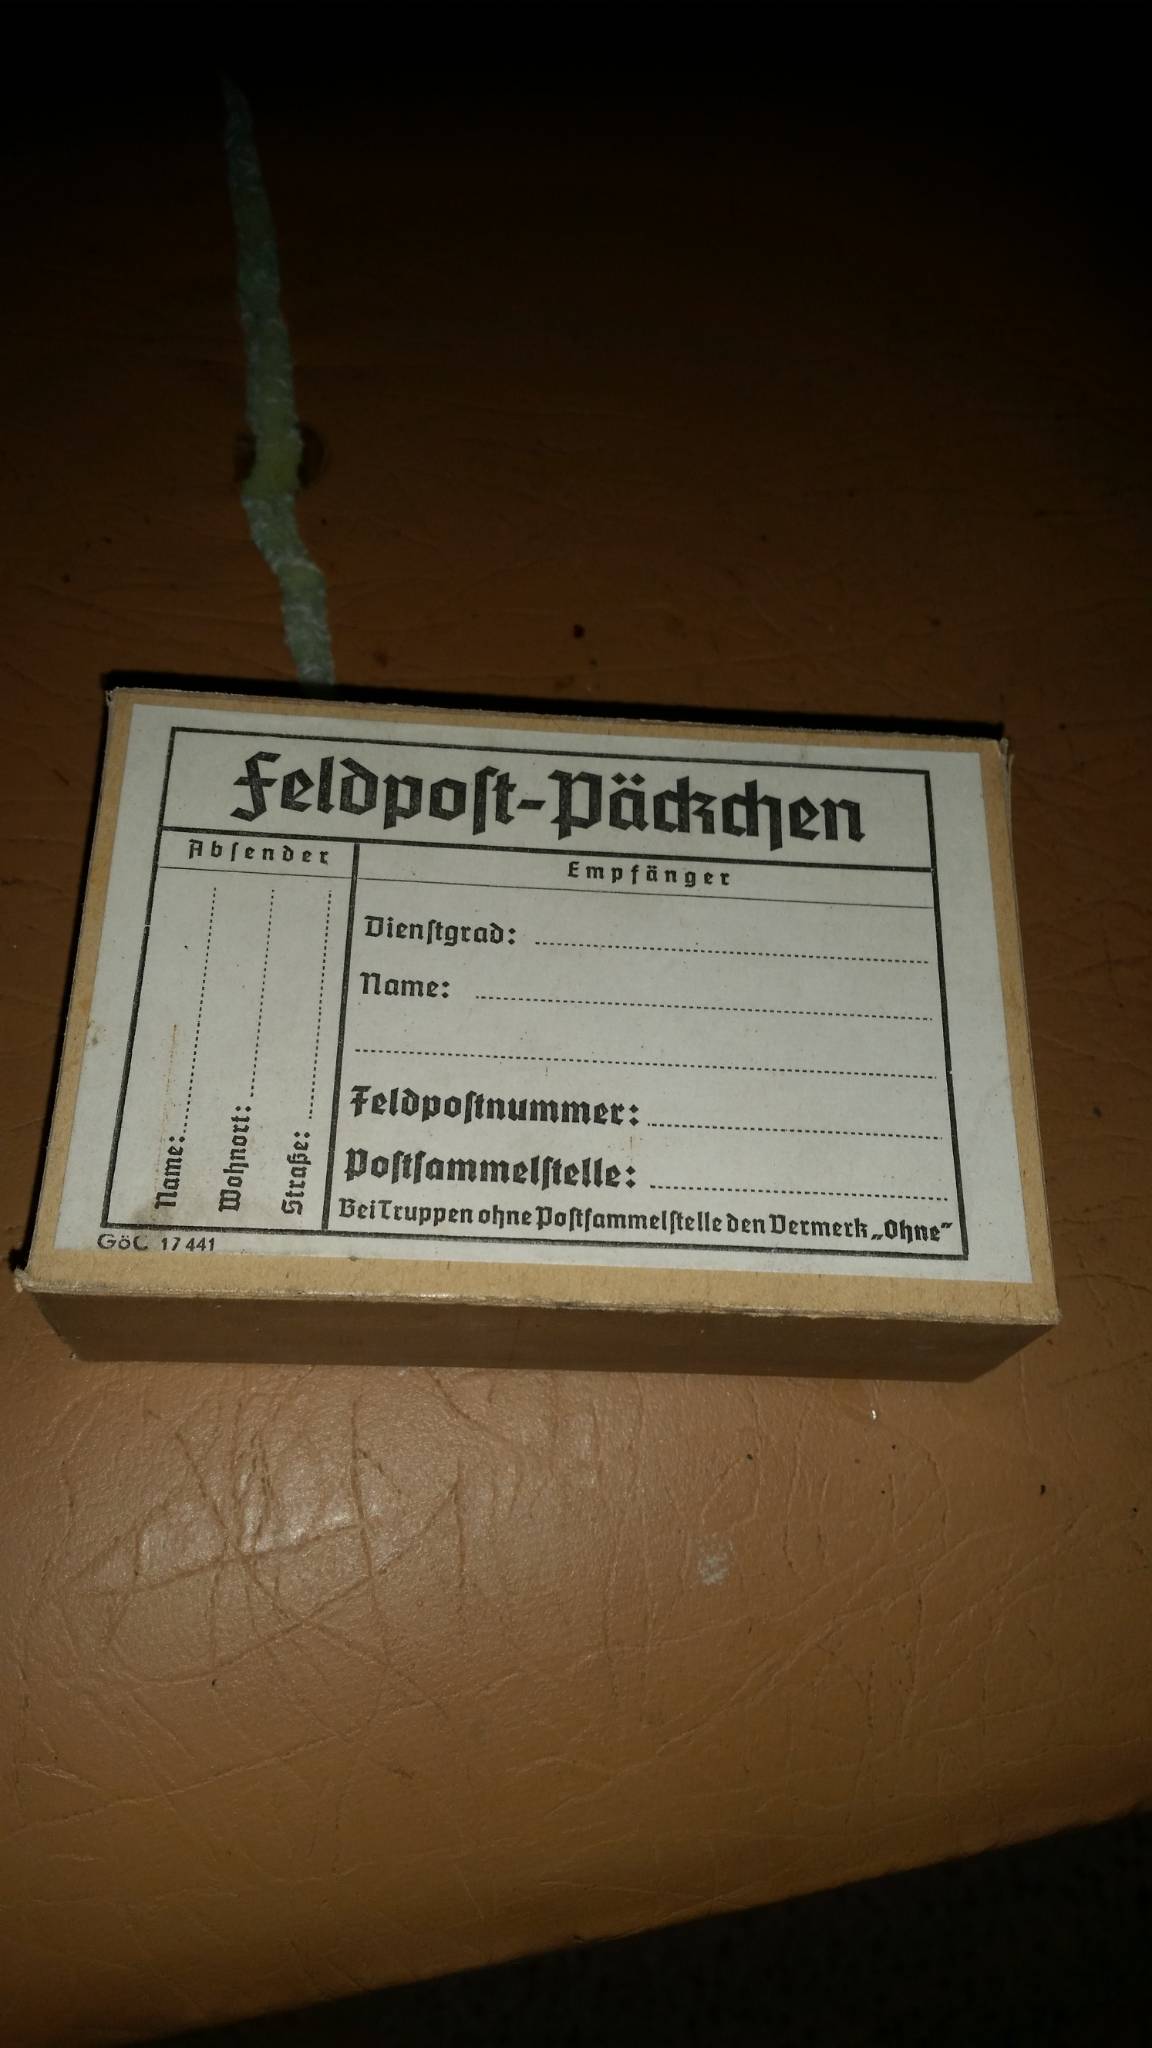 Feldpost-Päckchen
Absender
Name:
Wohnort:
Straße:
Empfänger
Dienstgrad:
Name:
Feldpostnummer:
Postsammelstelle:
Bei Truppen ohne Postsammelstelle den Vermerk „Ohne"
GöC 17441